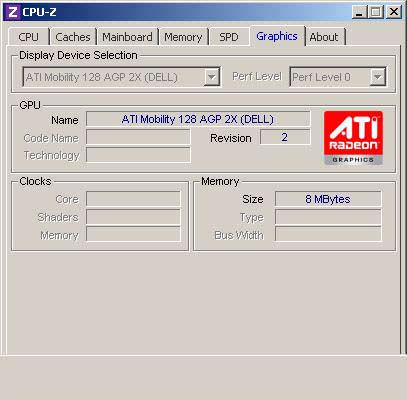 CPU-Z
CPU Caches Mainboard Memory SPD Graphics About
Display Device Selection
ATI Mobility 128 AGP 2X (DELL) Perf Level Perf Level 0
GPU
Name ATI Mobility 128 AGP 2X (DELL)
Code Name Revision 2
Technology
ATI
RADEON
GRAPHICS
Clocks Memory
Core Size 8 MBytes
Shaders Type
Memory Bus Width